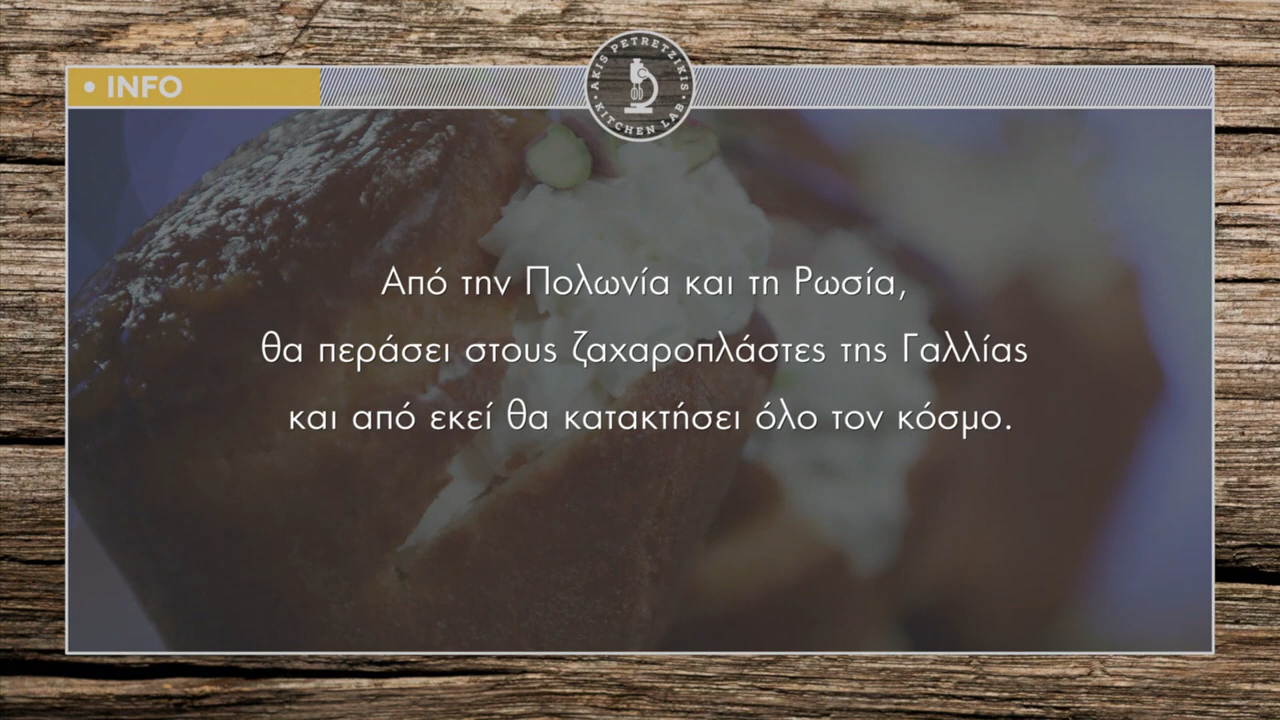 • INFO
AKIS PETRETZIKIS
• KITCHEN LAB •
Από την Πολωνία και τη Ρωσία,
θα περάσει στους ζαχαροπλάστες της Γαλλίας
και από εκεί θα κατακτήσει όλο τον κόσμο.